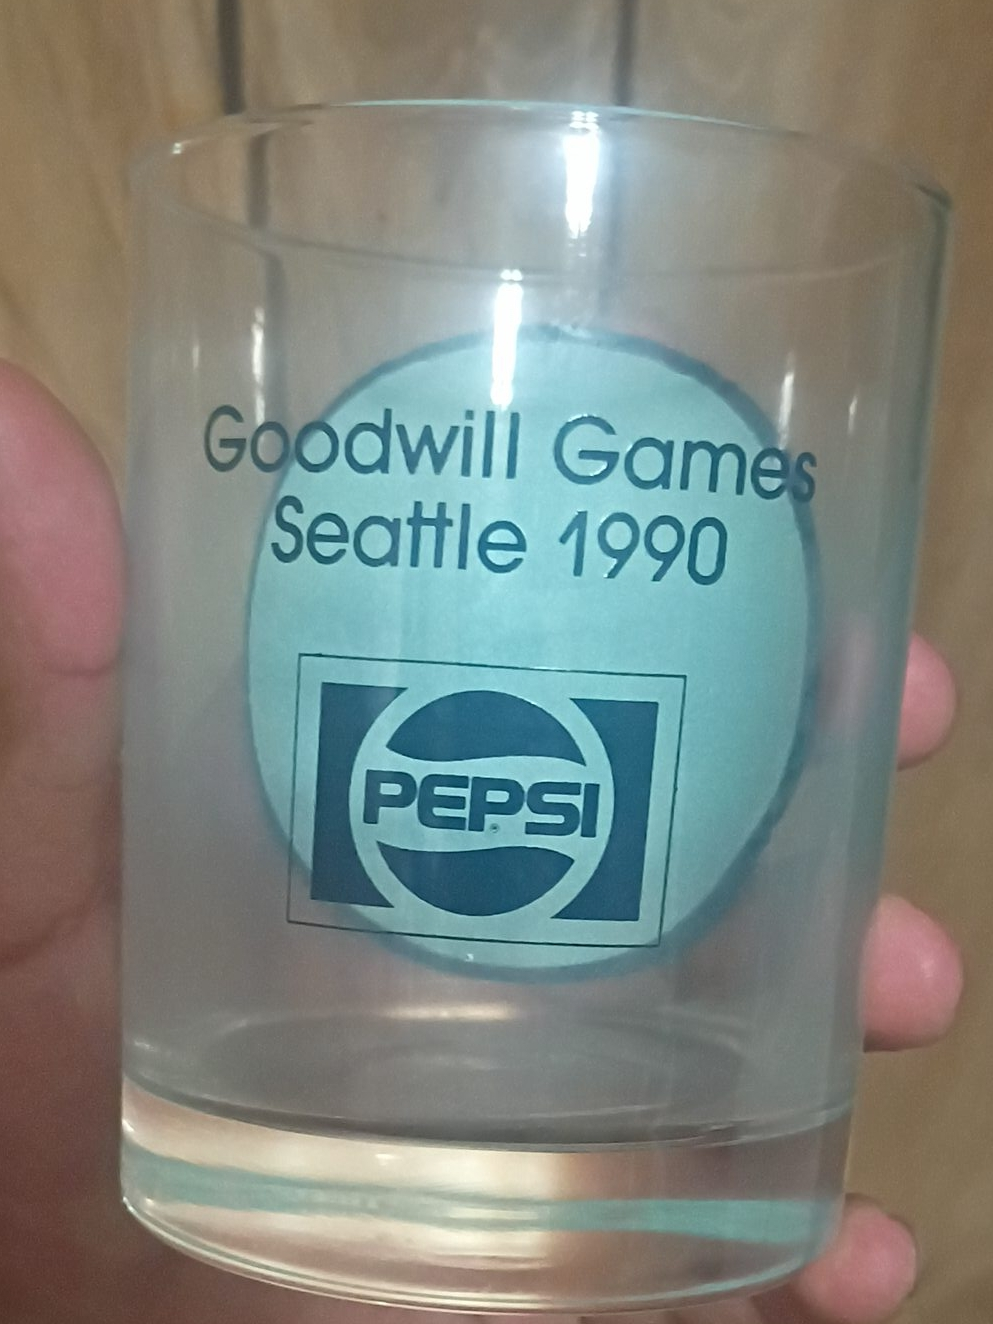 Goodwill Games
Seattle 1990
PEPSI
®